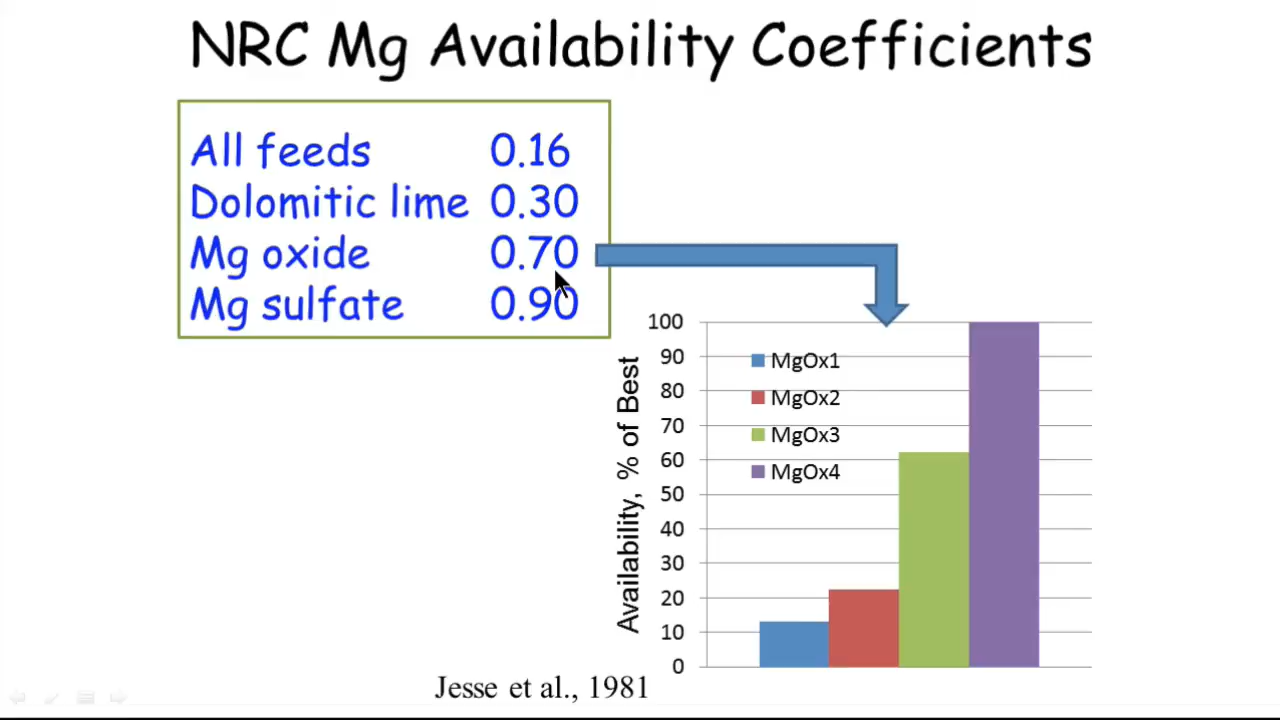 NRC Mg Availability Coefficients
All feeds 0.16
Dolomitic lime 0.30
Mg oxide 0.70
Mg sulfate 0.90
Availability, % of Best
100
90
80
70
60
50
40
30
20
10
0
MgOx1
MgOx2
MgOx3
MgOx4
Jesse et al., 1981